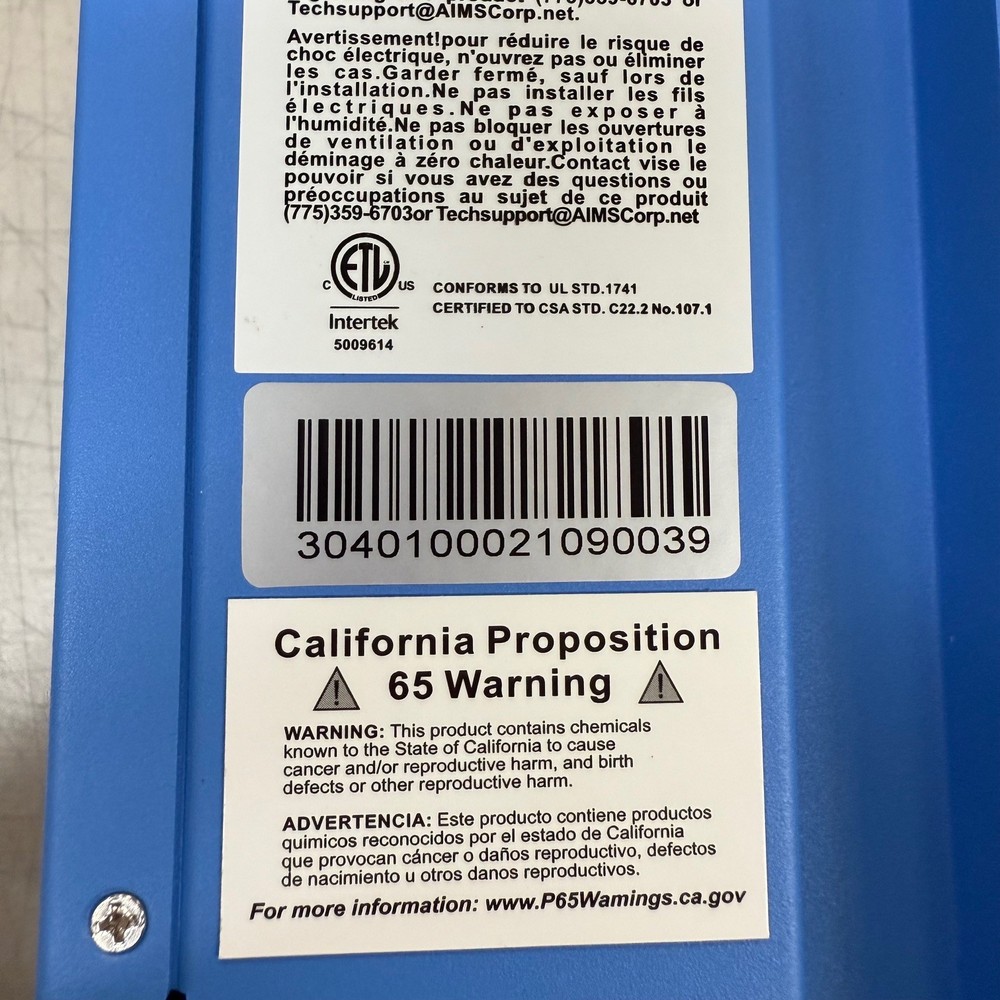 Techsupport@AIMSCorp.net.
Avertissement!pour réduire le risque de
choc électrique, n'ouvrez pas ou éliminer
les cas.Garder fermé, sauf lors de
l'installation.Ne pas installer les fils
électriques.Ne pas exposer à
l'humidité.Ne pas bloquer les ouvertures
de ventilation ou d'exploitation le
déminage à zéro chaleur.Contact vise le
pouvoir si vous avez des questions ou
préoccupations au sujet de ce produit
(775)359-6703or Techsupport@AIMSCorp.net
ETL
C US
LISTED
Intertek
5009614
CONFORMS TO UL STD.1741
CERTIFIED TO CSA STD. C22.2 No.107.1
3040100021090039
California Proposition
65 Warning
WARNING: This product contains chemicals
known to the State of California to cause
cancer and/or reproductive harm, and birth
defects or other reproductive harm.
ADVERTENCIA: Este producto contiene productos
quimicos reconocidos por el estado de California
que provocan cáncer o daños reproductivo, defectos
de nacimiento u otros danos reproductivos.
For more information: www.P65Wamings.ca.gov